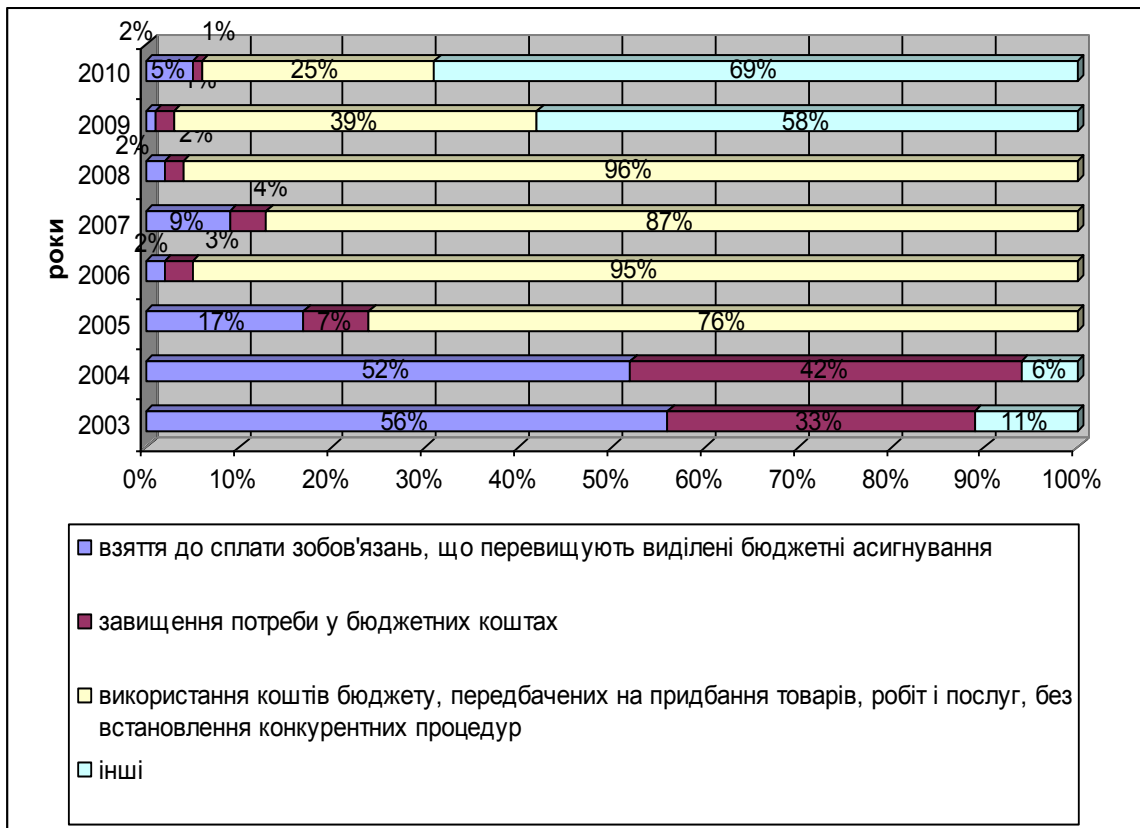 2% 1%
2010 5% 25% 69%
1%
2009 39% 58%
2% 2%
2008 96%
4%
2007 9% 87%
2% 3%
2006 95%
2005 17% 7% 76%
2004 52% 42% 6%
2003 56% 33% 11%
роки
0% 10% 20% 30% 40% 50% 60% 70% 80% 90% 100%
взяття до сплати зобов'язань, що перевищують виділені бюджетні асигнування
завищення потреби у бюджетних коштах
використання коштів бюджету, передбачених на придбання товарів, робіт і послуг, без
встановлення конкурентних процедур
інші